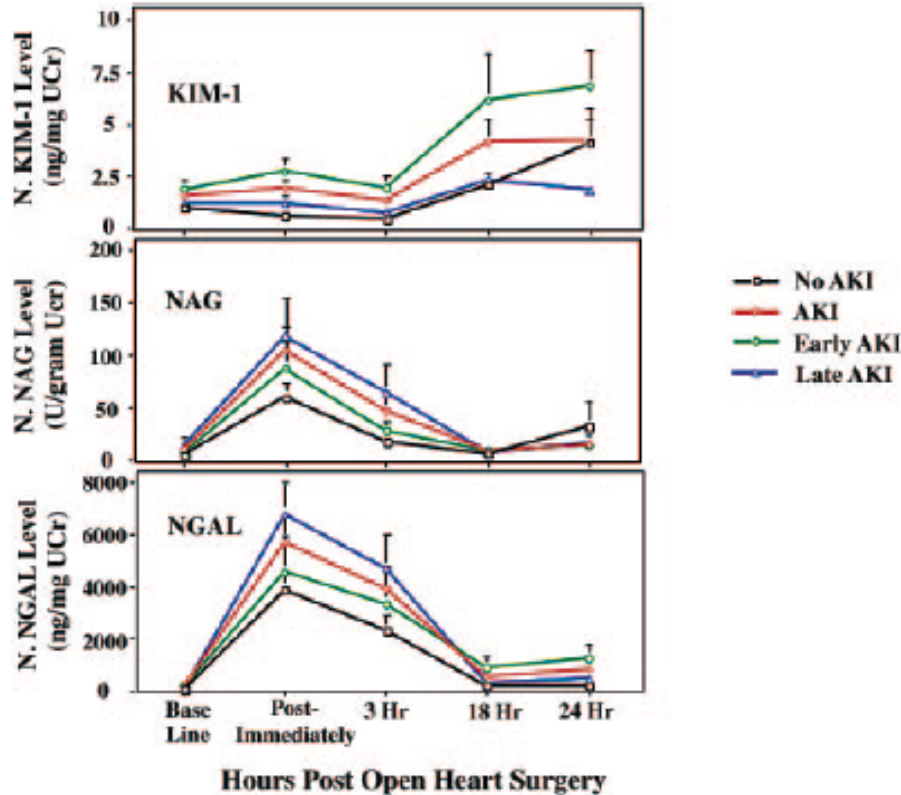 N. KIM-1 Level
(ng/mg UCr)
10
7.5
5
2.5
0
KIM-1
N. NAG Level
(U/gram Ucr)
200
150
100
50
0
NAG
N. NGAL Level
(ng/mg UCr)
8000
6000
4000
2000
0
NGAL
No AKI
AKI
Early AKI
Late AKI
Base Line
Post-Immediately
3 Hr
18 Hr
24 Hr
Hours Post Open Heart Surgery